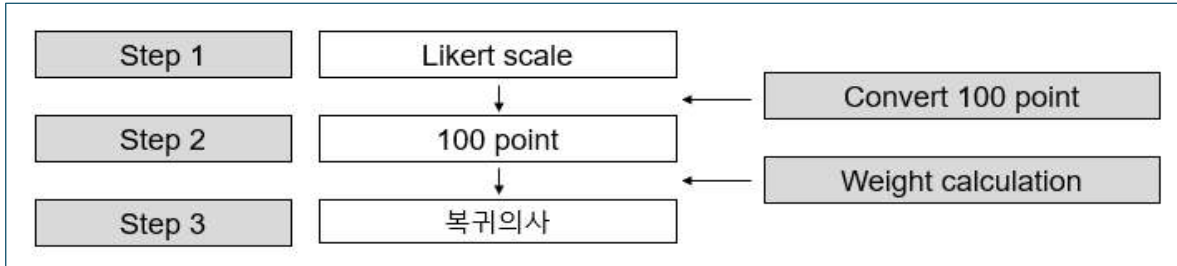 Step 1
Likert scale
Convert 100 point
Step 2
100 point
Weight calculation
Step 3
복귀의사